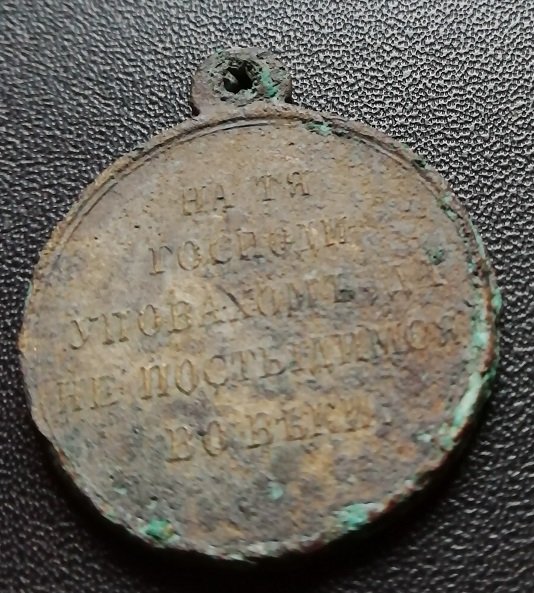 НА ТЯ
ГОСПОДИ
УПОВАХОМЪ, ДА
НЕ ПОСТЫДИМСЯ
ВО ВѢКИ